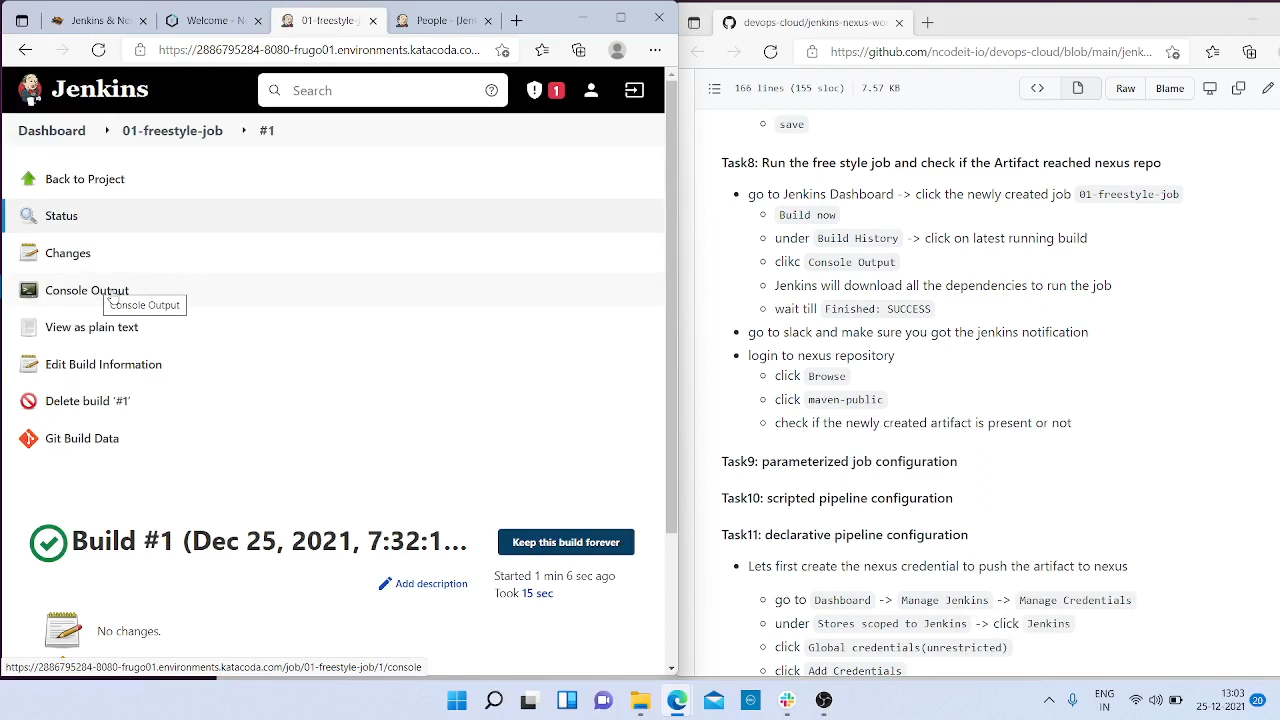 Jenkins & Ne
Welcome - N
01-freestyle-j
People - [Jenk
https://2886795284-8080-frugo01.environments.katacoda.co...
Jenkins
Search
1
Dashboard
01-freestyle-job
#1
Back to Project
Status
Changes
Console Output
Console Output
View as plain text
Edit Build Information
Delete build '#1'
Git Build Data
Build #1 (Dec 25, 2021, 7:32:1...
Keep this build forever
Add description
Started 1 min 6 sec ago
Took 15 sec
No changes.
https://2886795284-8080-frugo01.environments.katacoda.com/job/01-freestyle-job/1/console
devops-cloud/jenkins-nexus-wo
https://github.com/ncodeit-io/devops-cloud/blob/main/jenk...
166 lines (155 sloc)
7.57 KB
Raw
Blame
save
Task8: Run the free style job and check if the Artifact reached nexus repo
go to Jenkins Dashboard -> click the newly created job 01-freestyle-job
Build now
under Build History -> click on latest running build
clikc Console Output
Jenkins will download all the dependencies to run the job
wait till Finished: SUCCESS
go to slack and make sure you got the jenkins notification
login to nexus repository
click Browse
click maven-public
check if the newly created artifact is present or not
Task9: parameterized job configuration
Task10: scripted pipeline configuration
Task11: declarative pipeline configuration
Lets first create the nexus credential to push the artifact to nexus
go to Dashboard -> Manage Jenkins -> Manage Credentials
under Stores scoped to Jenkins -> click Jenkins
click Global credentials(unrestricted)
click Add Credentials
ENG
IN
13:03
25-12-2021
20